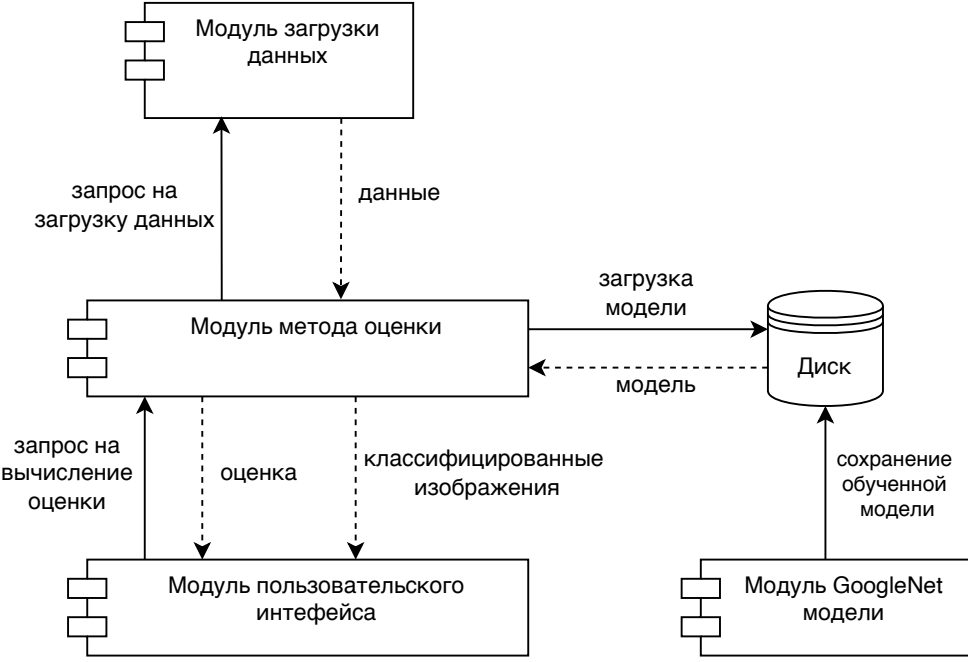 Модуль загрузки
данных
запрос на
загрузку данных
данные
загрузка
модели
Модуль метода оценки
Диск
модель
запрос на
вычисление
оценки
оценка
классифицированные
изображения
сохранение
обученной
модели
Модуль пользовательского
интефейса
Модуль GoogleNet
модели